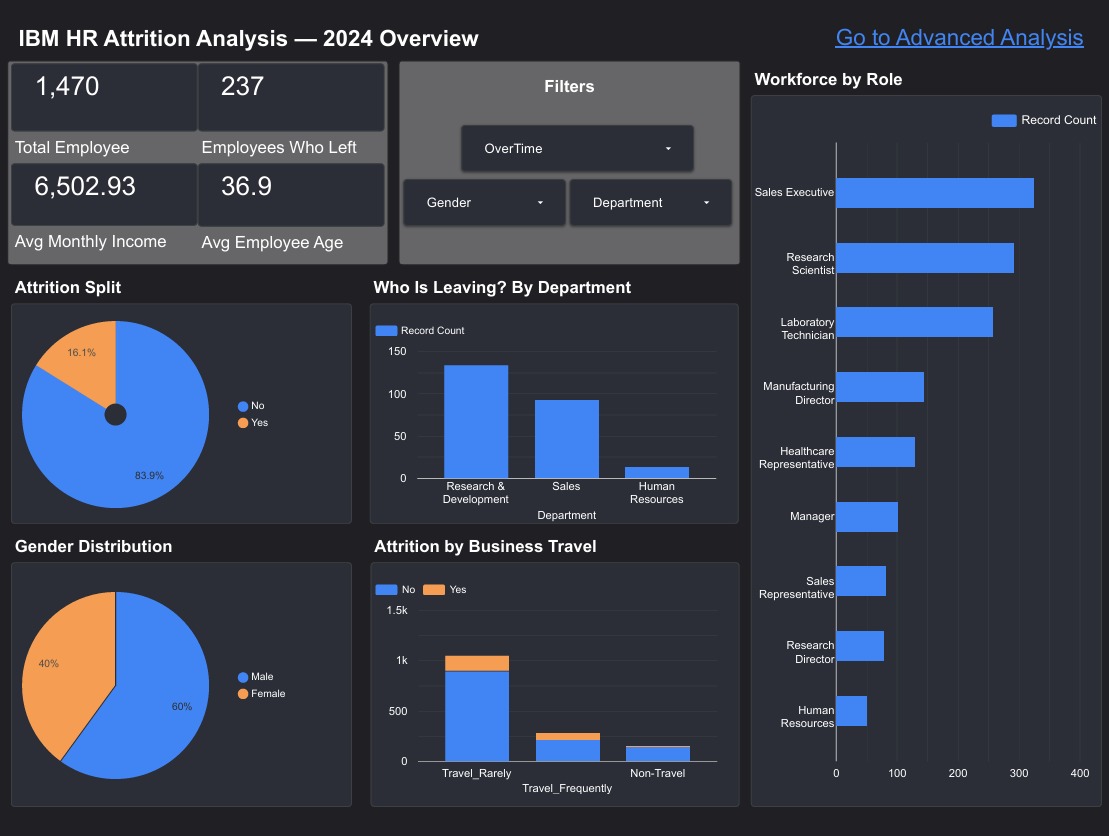 IBM HR Attrition Analysis — 2024 Overview
Go to Advanced Analysis
1,470
237
Total Employee
Employees Who Left
6,502.93
36.9
Avg Monthly Income
Avg Employee Age
Filters
OverTime
Gender
Department
Workforce by Role
Record Count
Sales Executive
Research
Scientist
Laboratory
Technician
Manufacturing
Director
Healthcare
Representative
Manager
Sales
Representative
Research
Director
Human
Resources
0
100
200
300
400
Attrition Split
16.1%
83.9%
No
Yes
Who Is Leaving? By Department
Record Count
150
100
50
0
Research &
Development
Sales
Human
Resources
Department
Gender Distribution
40%
60%
Male
Female
Attrition by Business Travel
No
Yes
1.5k
1k
500
0
Travel_Rarely
Non-Travel
Travel_Frequently